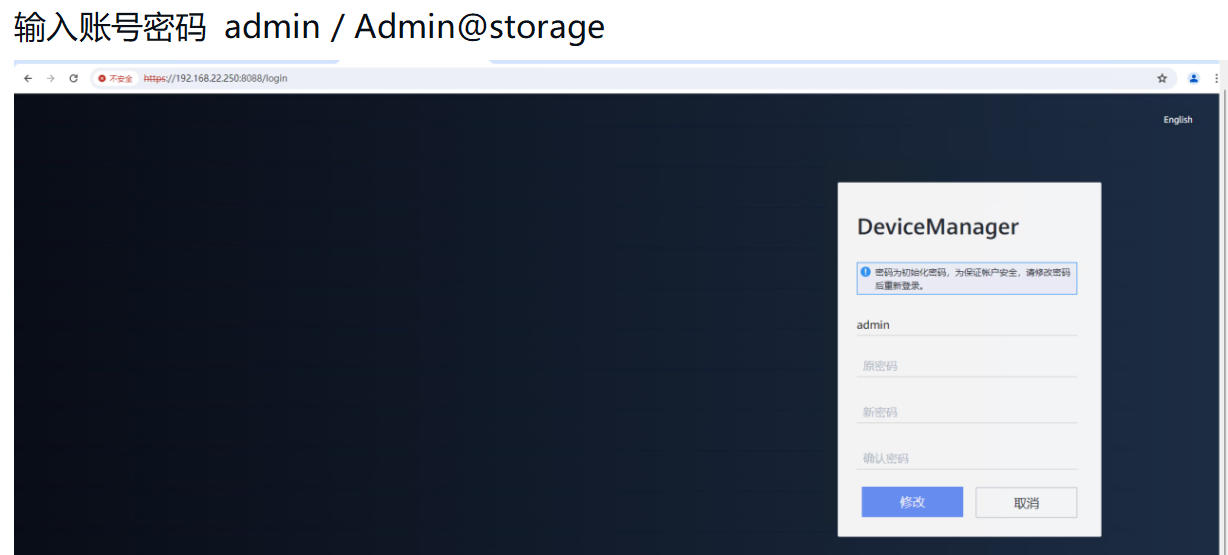 输入账号密码 admin / Admin@storage
不安全 https://192.168.22.250:8088/login
English
DeviceManager
密码为初始化密码，为保证帐户安全，请修改密码
后重新登录。
admin
原密码
新密码
确认密码
修改 取消